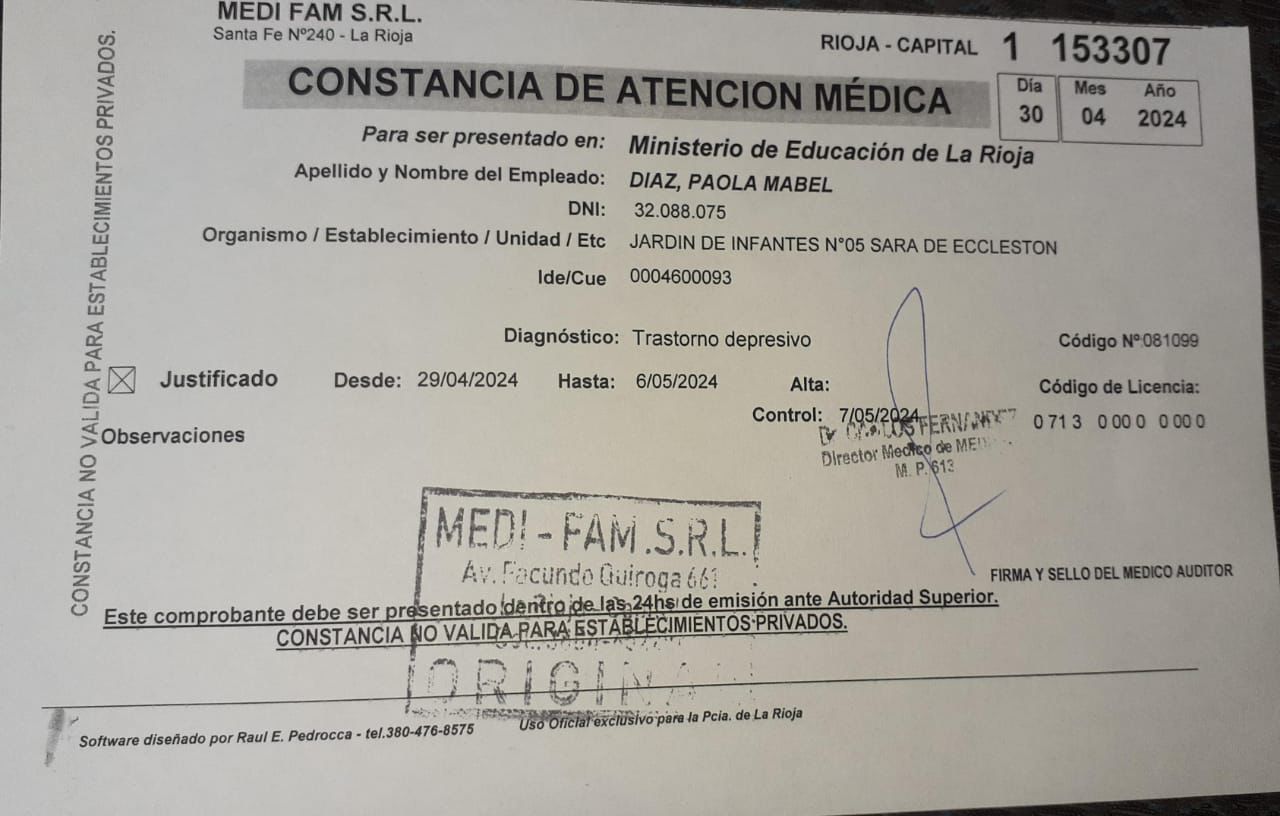 MEDI FAM S.R.L.
Santa Fe Nº240 - La Rioja
RIOJA - CAPITAL 1 153307
CONSTANCIA DE ATENCION MÉDICA
Día Mes Año
30 04 2024
Para ser presentado en: Ministerio de Educación de La Rioja
Apellido y Nombre del Empleado: DIAZ, PAOLA MABEL
DNI: 32.088.075
Organismo / Establecimiento / Unidad / Etc JARDIN DE INFANTES N°05 SARA DE ECCLESTON
Ide/Cue 0004600093
Diagnóstico: Trastorno depresivo
Código Nº:081099
Justificado Desde: 29/04/2024 Hasta: 6/05/2024 Alta:
Código de Licencia:
Control: 7/05/2024
0713 0000 0000
Observaciones
Director Medico de
M. P. 613
MEDI - FAM .S.R.L.
Av. Facundo Quiroga 661
FIRMA Y SELLO DEL MEDICO AUDITOR
Este comprobante debe ser presentado dentro de las 24hs de emisión ante Autoridad Superior.
CONSTANCIA NO VALIDA PARA ESTABLECIMIENTOS PRIVADOS.
ORIGINA
Software diseñado por Raul E. Pedrocca - tel.380-476-8575
Uso Oficial exclusivo para la Pcia. de La Rioja
CONSTANCIA NO VALIDA PARA ESTABLECIMIENTOS PRIVADOS.